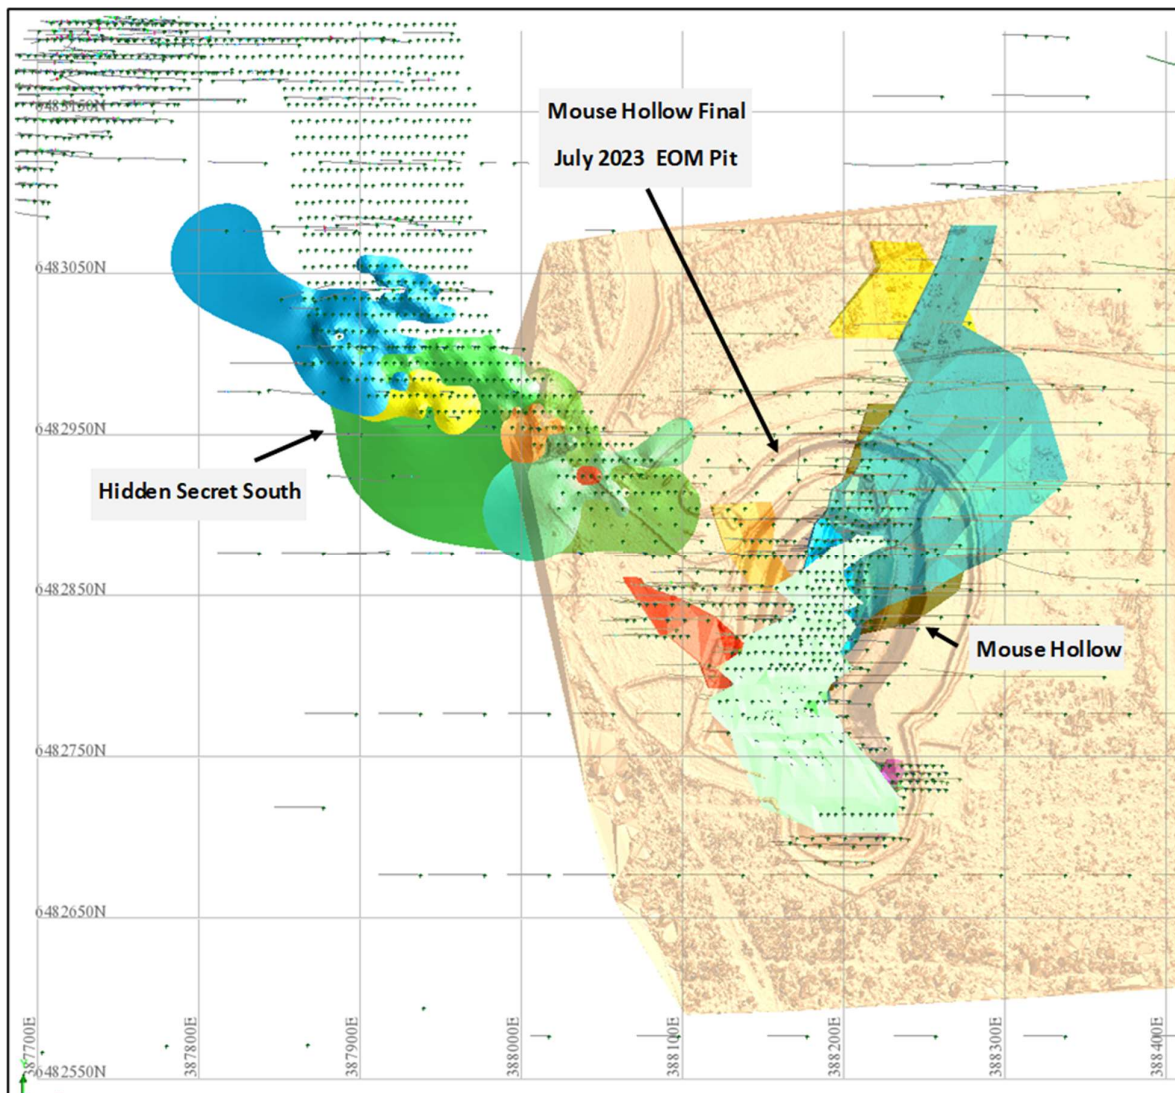 Mouse Hollow Final
July 2023 EOM Pit
6483150N
6483050N
6482950N
Hidden Secret South
6482850N
Mouse Hollow
6482750N
6482650N
6482550N
387700E
387800E
387900E
388000E
388100E
388200E
388300E
388400E